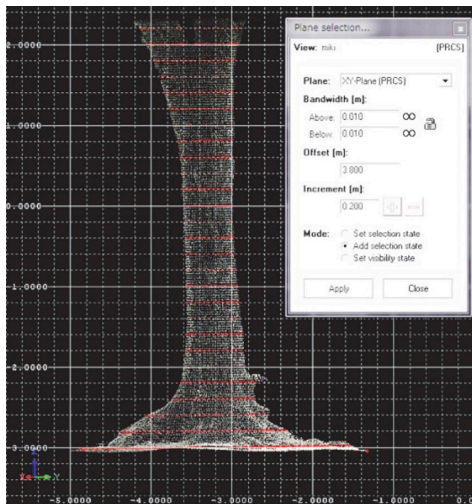 Plane selection...
View: miki [PRCS]
Plane: XY-Plane (PRCS)
Bandwidth [m]:
Above: 0.010 ∞
Below: 0.010 ∞
Offset [m]:
3.800
Increment [m]:
0.200
Mode: Set selection state
Add selection state
Set visibility state
Apply Close
2.0000
1.0000
0.0000
-1.0000
-2.0000
-3.0000
X Y
-5.0000 -4.0000 -3.0000 -2.0000 -1.0000